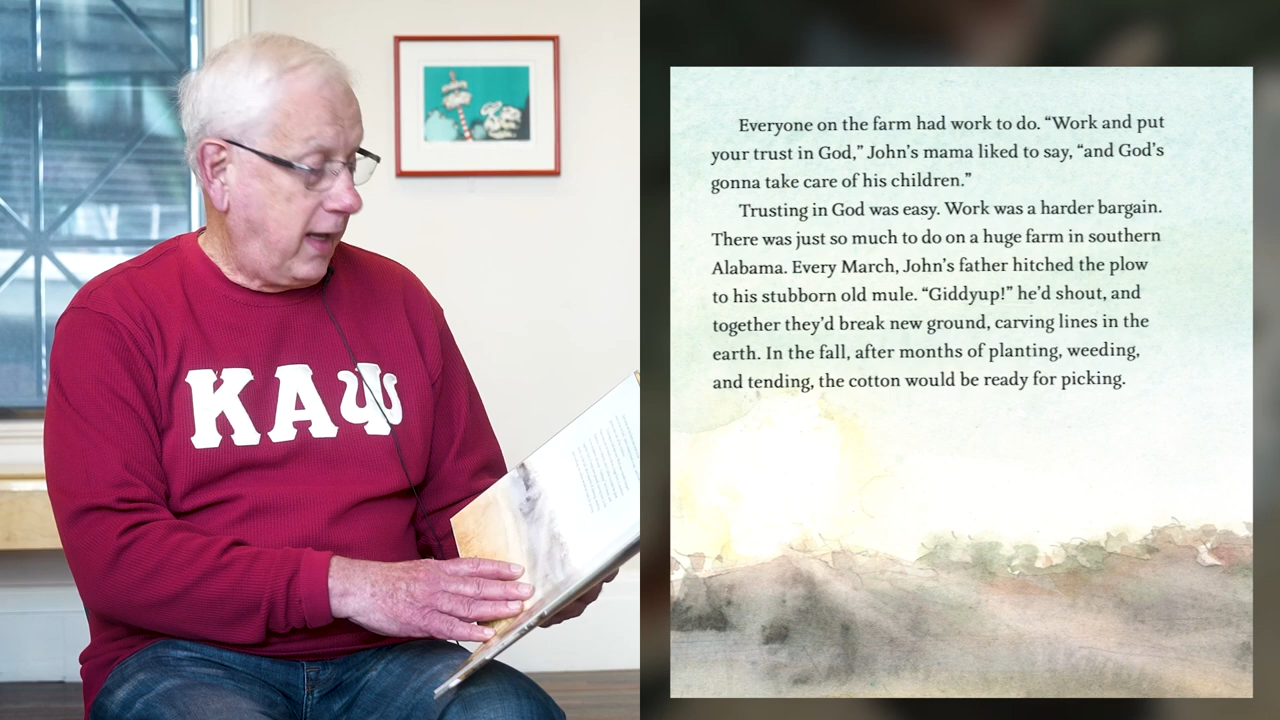 ΚΑΨ
Everyone on the farm had work to do. “Work and put
your trust in God,” John’s mama liked to say, “and God’s
gonna take care of his children.”
Trusting in God was easy. Work was a harder bargain.
There was just so much to do on a huge farm in southern
Alabama. Every March, John’s father hitched the plow
to his stubborn old mule. “Giddyup!” he’d shout, and
together they’d break new ground, carving lines in the
earth. In the fall, after months of planting, weeding,
and tending, the cotton would be ready for picking.